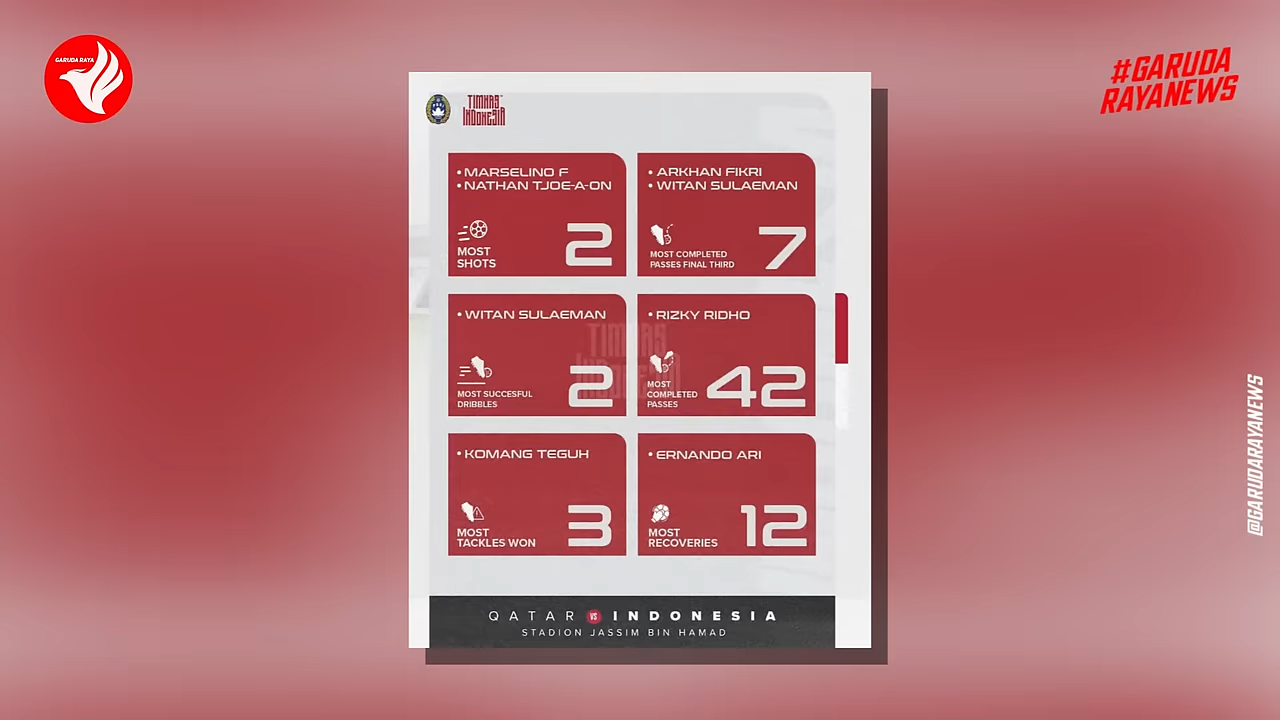 GARUDA RAYA
#GARUDA
RAYANEWS
TIMNAS
INDONESIA
• MARSELINO F
• NATHAN TJOE-A-ON
MOST
SHOTS
2
• ARKHAN FIKRI
• WITAN SULAEMAN
MOST COMPLETED
PASSES FINAL THIRD
7
• WITAN SULAEMAN
MOST SUCCESFUL
DRIBBLES
2
• RIZKY RIDHO
MOST
COMPLETED
PASSES
42
TIMNAS
INDONESIA
• KOMANG TEGUH
MOST
TACKLES WON
3
• ERNANDO ARI
MOST
RECOVERIES
12
QATAR VS INDONESIA
STADION JASSIM BIN HAMAD
@GARUDARAYANEWS